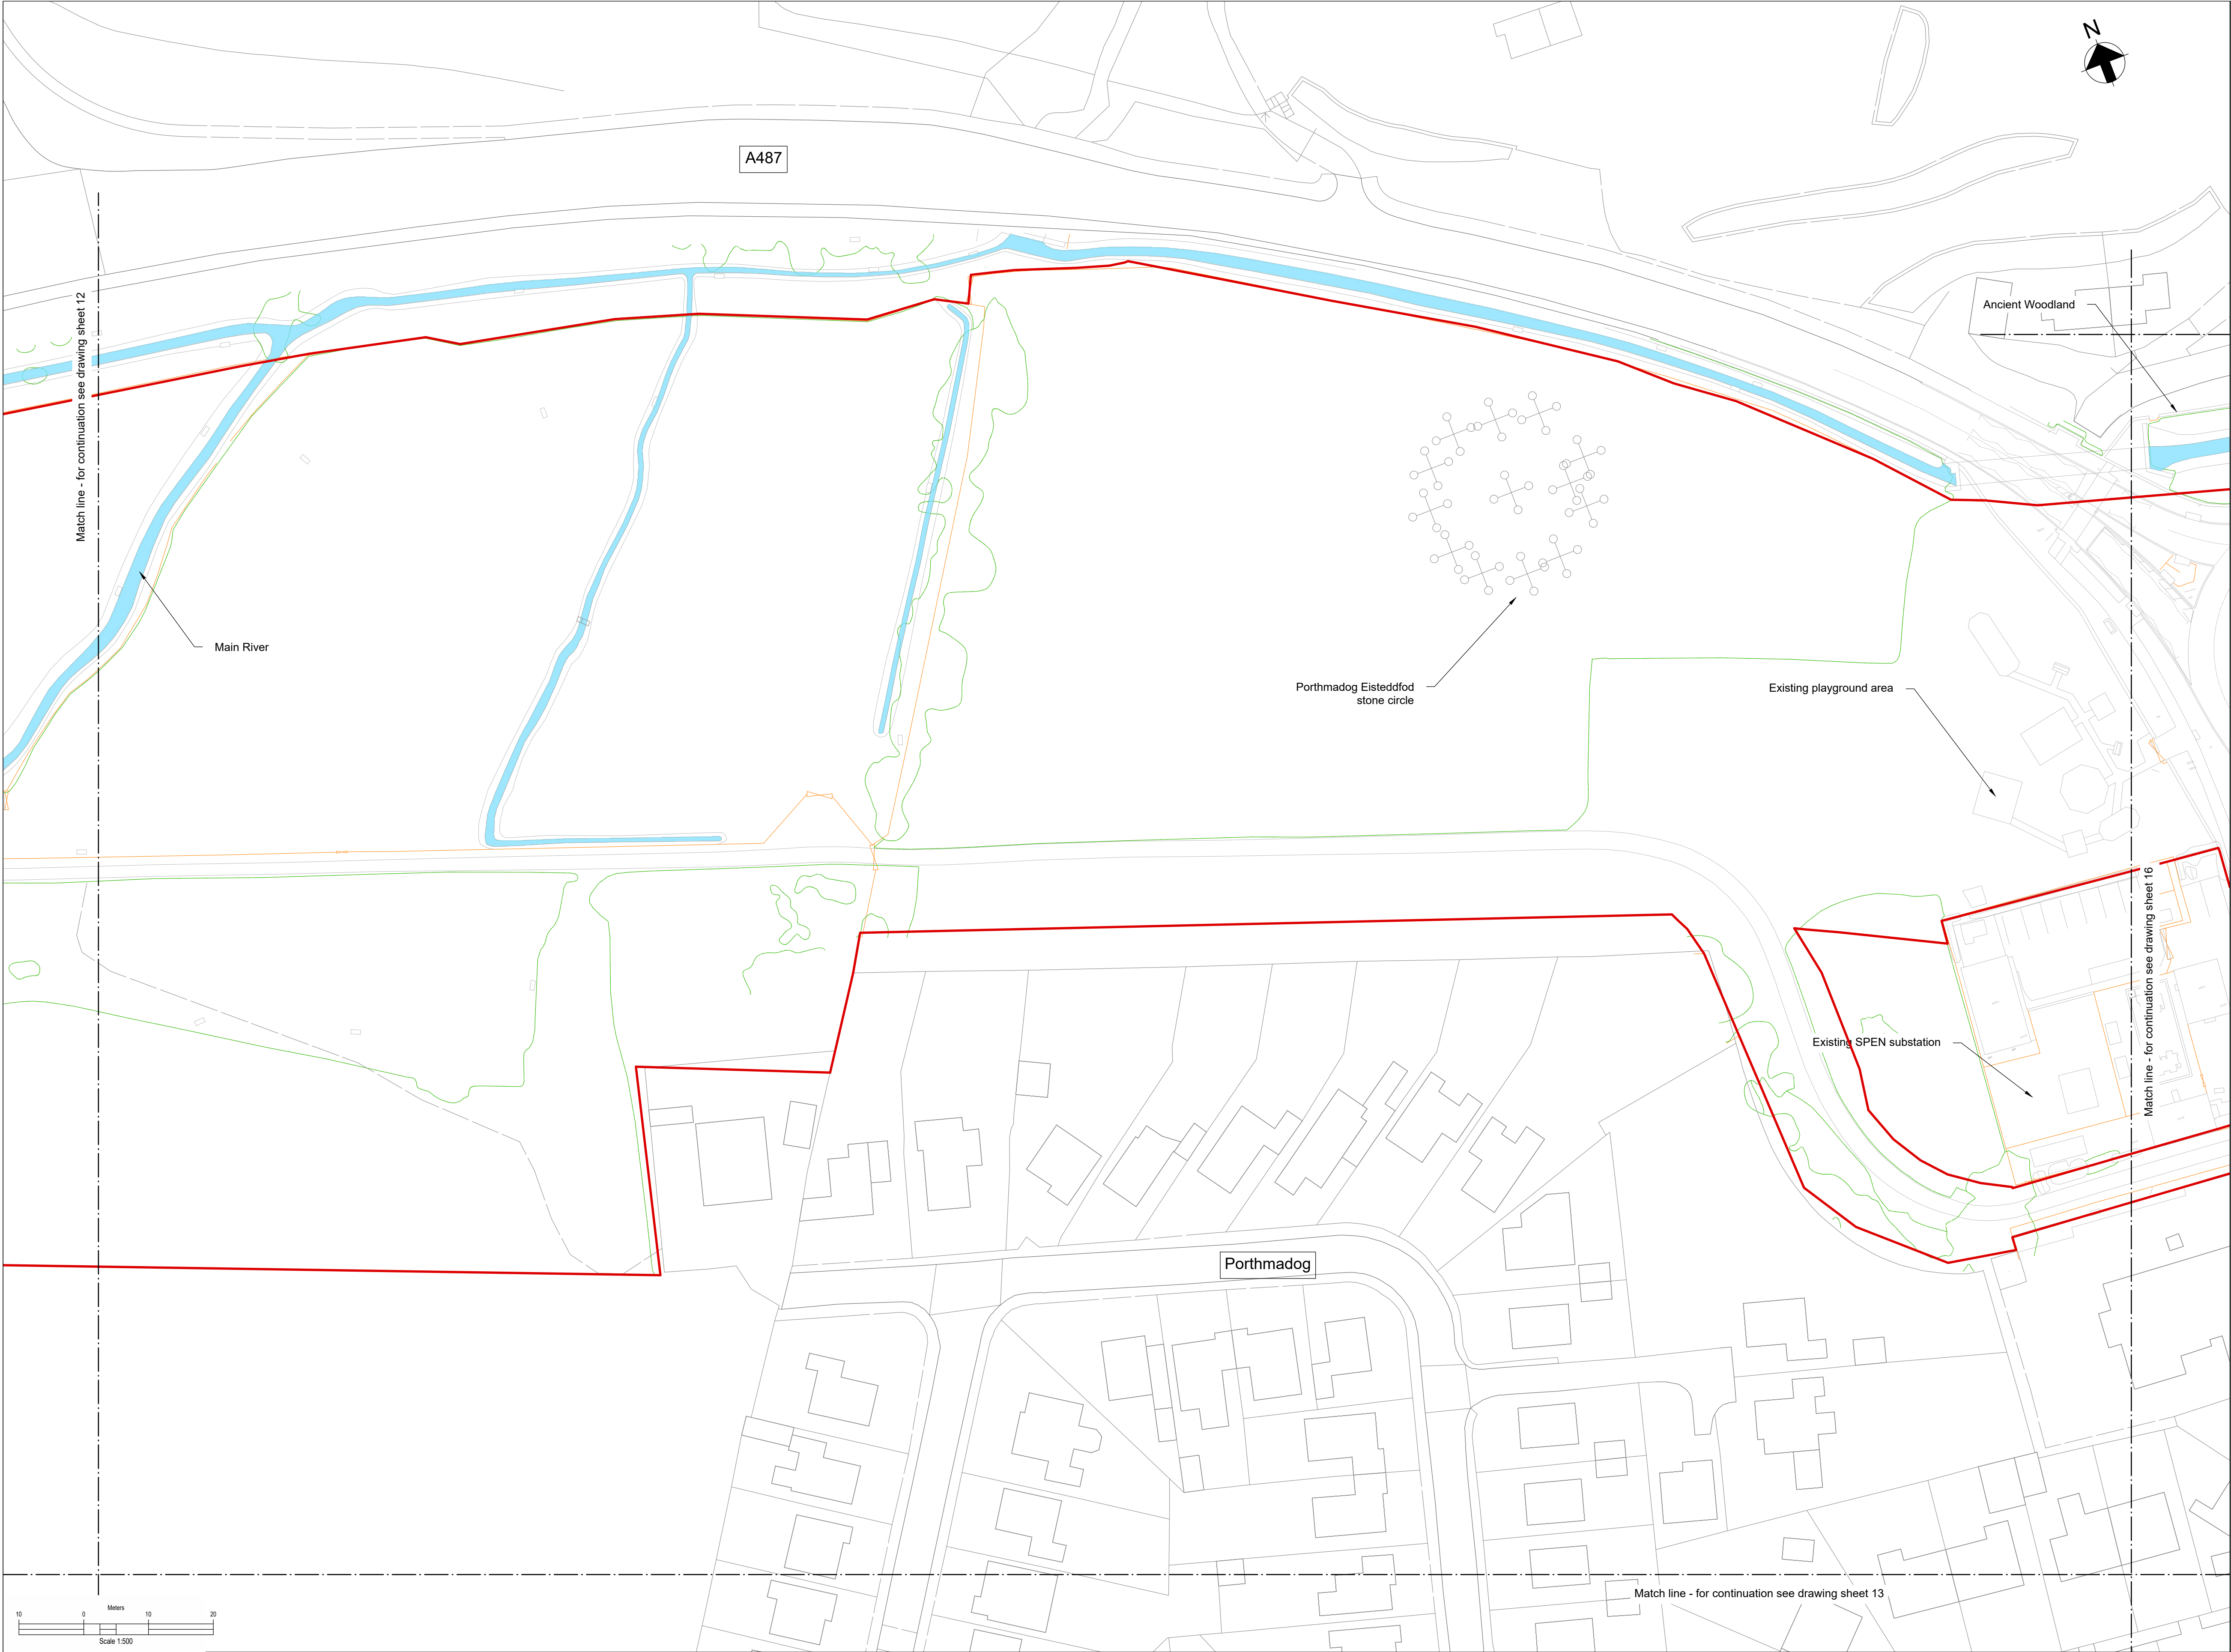 N
A487
Match line - for continuation see drawing sheet 12
Ancient Woodland
Main River
Porthmadog Eisteddfod
stone circle
Existing playground area
Match line - for continuation see drawing sheet 16
Existing SPEN substation
Porthmadog
Match line - for continuation see drawing sheet 13
Meters
10 0 10 20
Scale 1:500